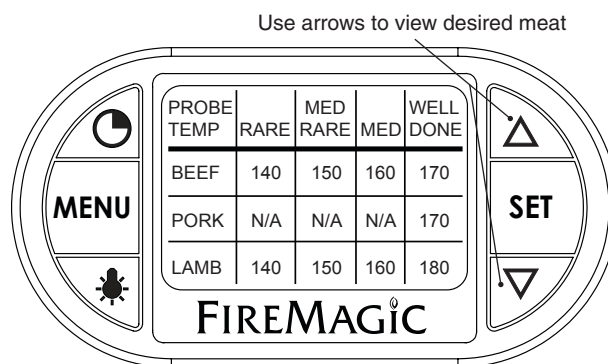 Use arrows to view desired meat
PROBE TEMP RARE MED RARE MED WELL DONE
BEEF 140 150 160 170
PORK N/A N/A N/A 170
LAMB 140 150 160 180
MENU
SET
FIREMAGIC